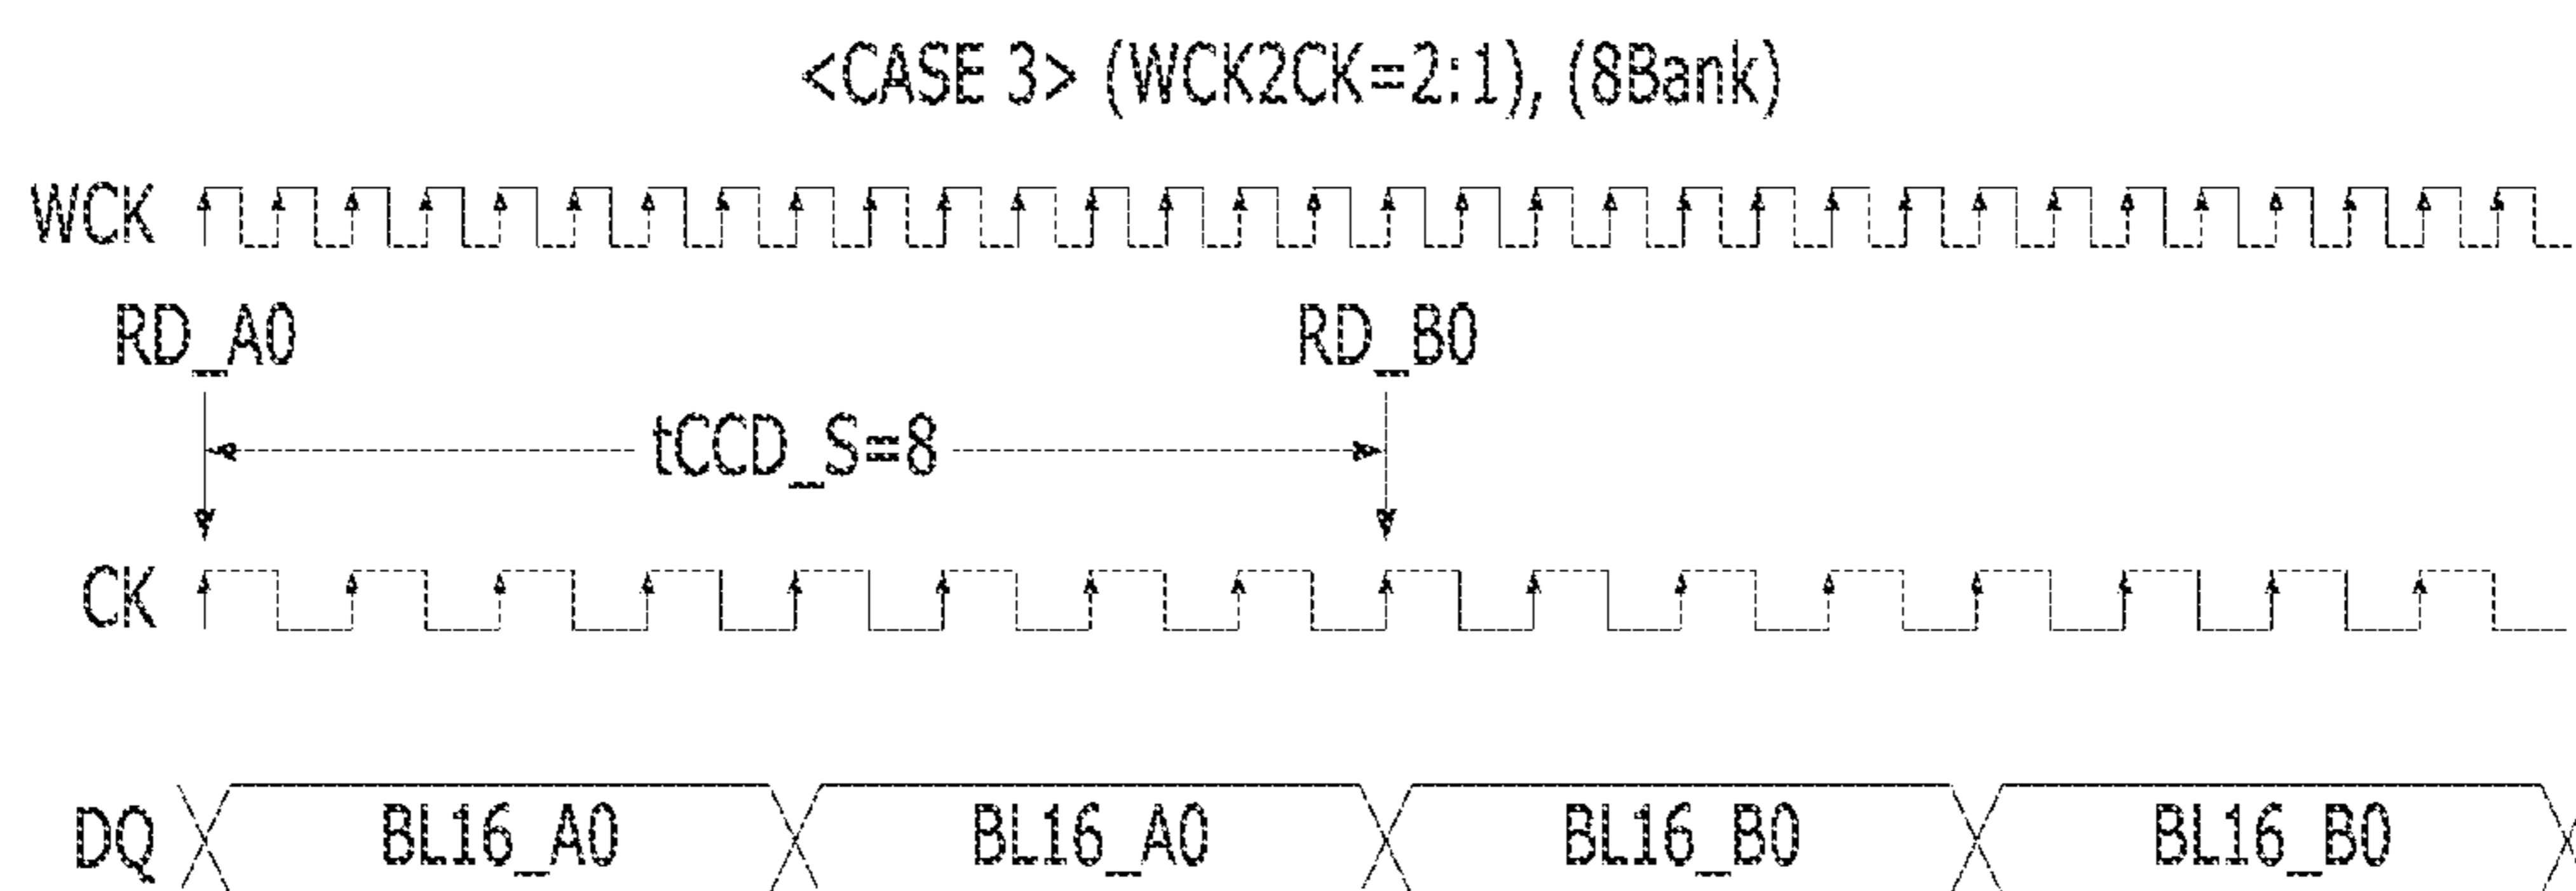 <CASE 3> (WCK2CK=2:1), (8Bank)
WCK
RD_A0 RD_B0
tCCD_S=8
CK
DQ BL16_A0 BL16_A0 BL16_B0 BL16_B0